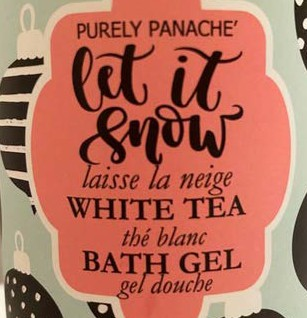 PURELY PANACHE'
let it
snow
laisse la neige
WHITE TEA
thé blanc
BATH GEL
gel douche